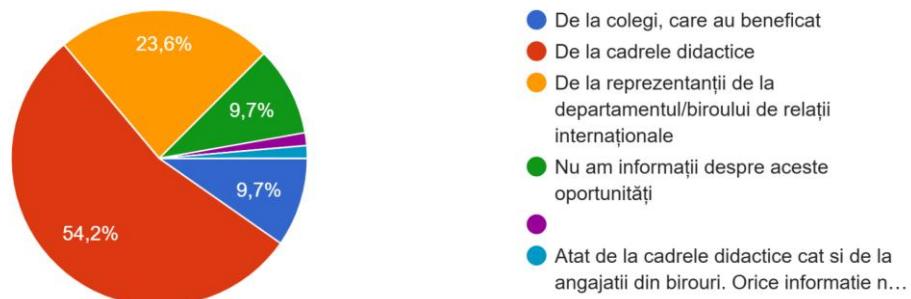 23,6%
9,7%
9,7%
54,2%
De la colegi, care au beneficat
De la cadrele didactice
De la reprezentanții de la
departamentul/biroului de relații
internaționale
Nu am informații despre aceste
oportunități
Atat de la cadrele didactice cat si de la
angajatii din birouri. Orice informatie n…